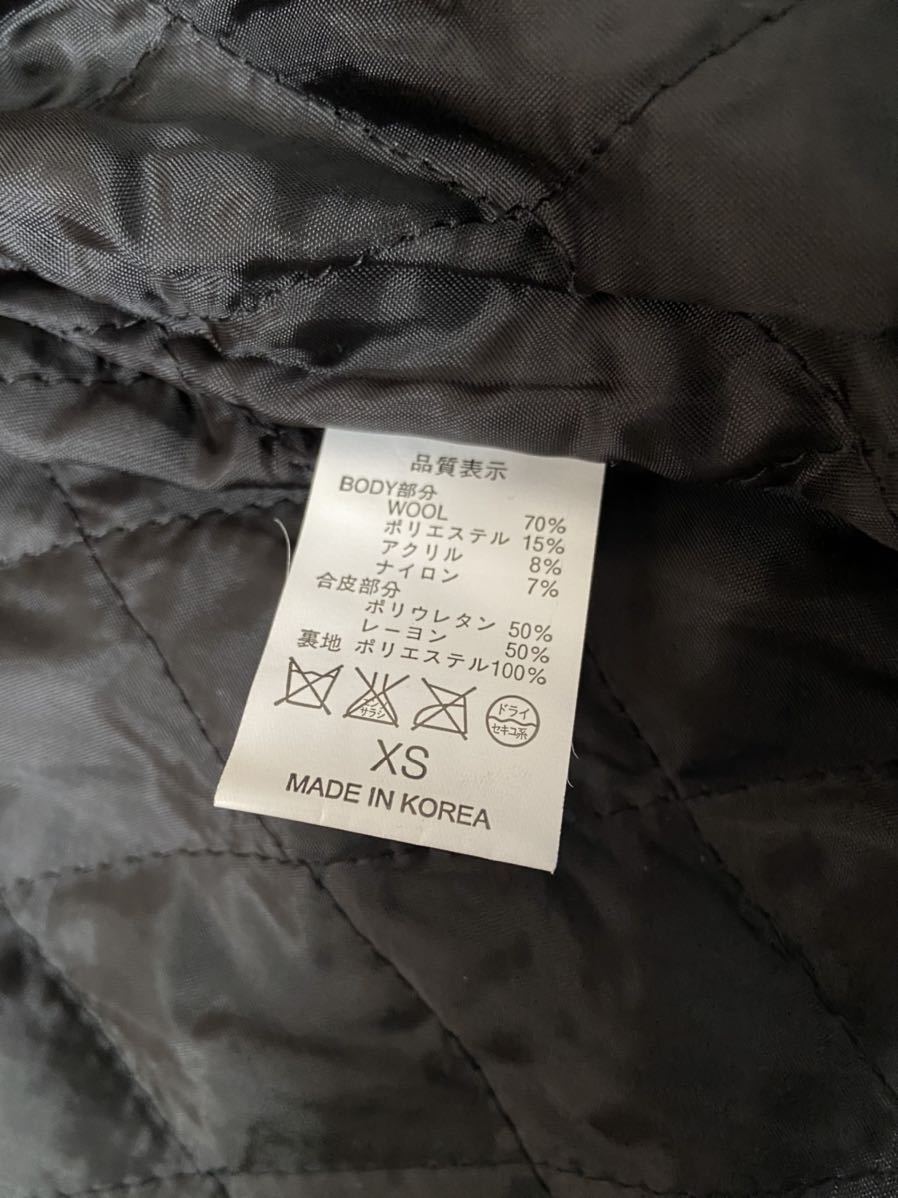 品質表示
BODY部分
WOOL 70%
ポリエステル 15%
アクリル 8%
ナイロン 7%
合皮部分
ポリウレタン 50%
レーヨン 50%
裏地 ポリエステル100%
エンソ
サラシ
ドライ
セキユ系
XS
MADE IN KOREA